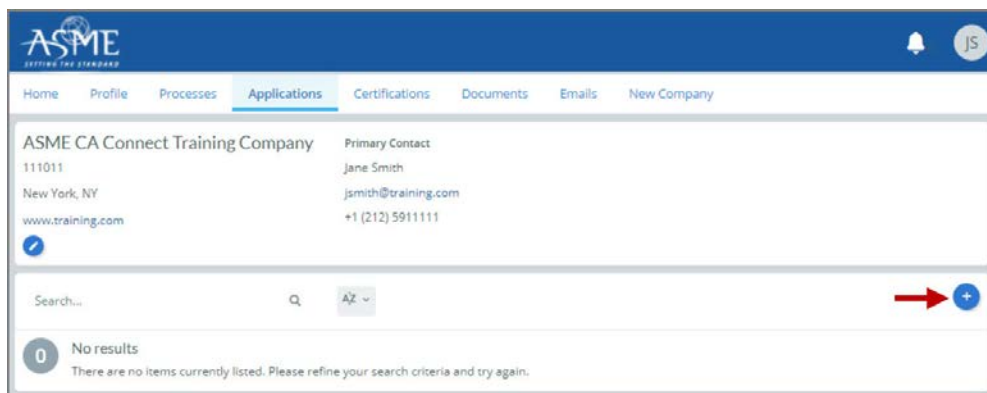 ASME
SETTING THE STANDARD
JS
Home Profile Processes Applications Certifications Documents Emails New Company
ASME CA Connect Training Company
111011
New York, NY
www.training.com
Primary Contact
Jane Smith
jsmith@training.com
+1 (212) 5911111
Search...
AZ
0
No results
There are no items currently listed. Please refine your search criteria and try again.